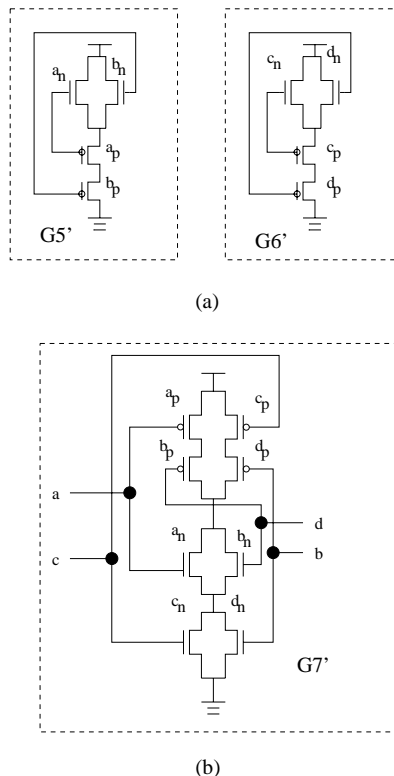 a_n b_n
a_p
b_p
G5'
c_n d_n
c_p
d_p
G6'
(a)
a_p c_p
b_p d_p
a
d
a_n b_n
b
c
c_n d_n
G7'
(b)